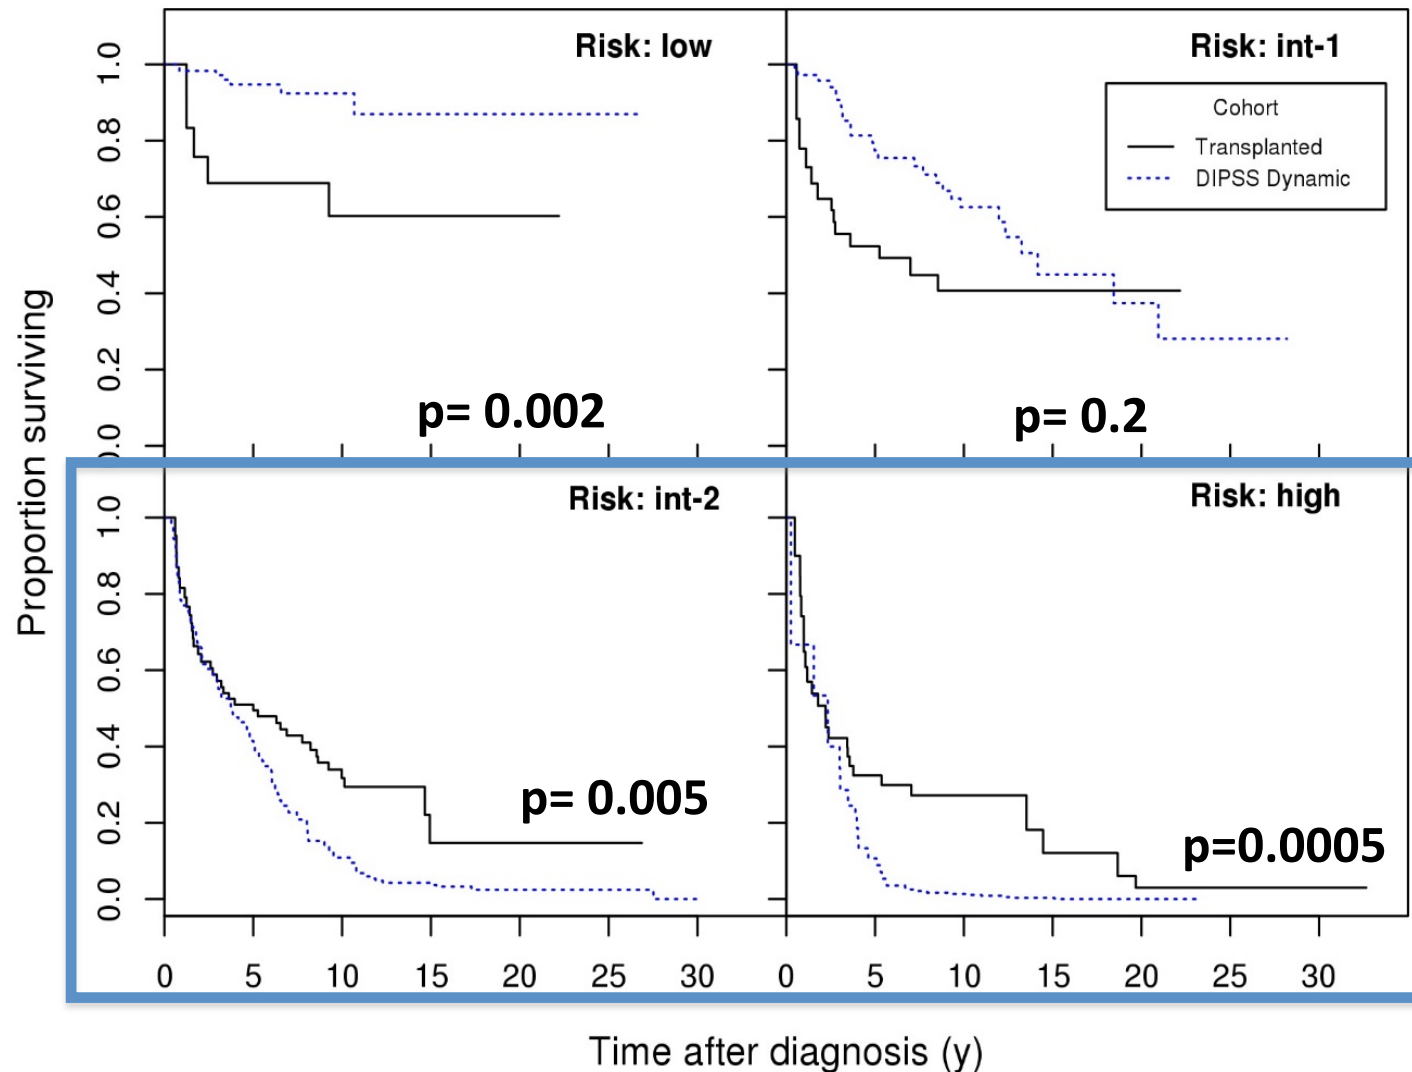 Proportion surviving
Risk: low
1.0
0.8
0.6
0.4
0.2
0.0
p= 0.002
Risk: int-1
Cohort
Transplanted
DIPSS Dynamic
p= 0.2
Risk: int-2
1.0
0.8
0.6
0.4
0.2
0.0
p= 0.005
0 5 10 15 20 25 30
Risk: high
p=0.0005
0 5 10 15 20 25 30
Time after diagnosis (y)